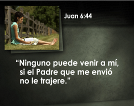 Juan 6:44
"Ninguno puede venir a mí,
si el Padre que me envió
no le trajere."